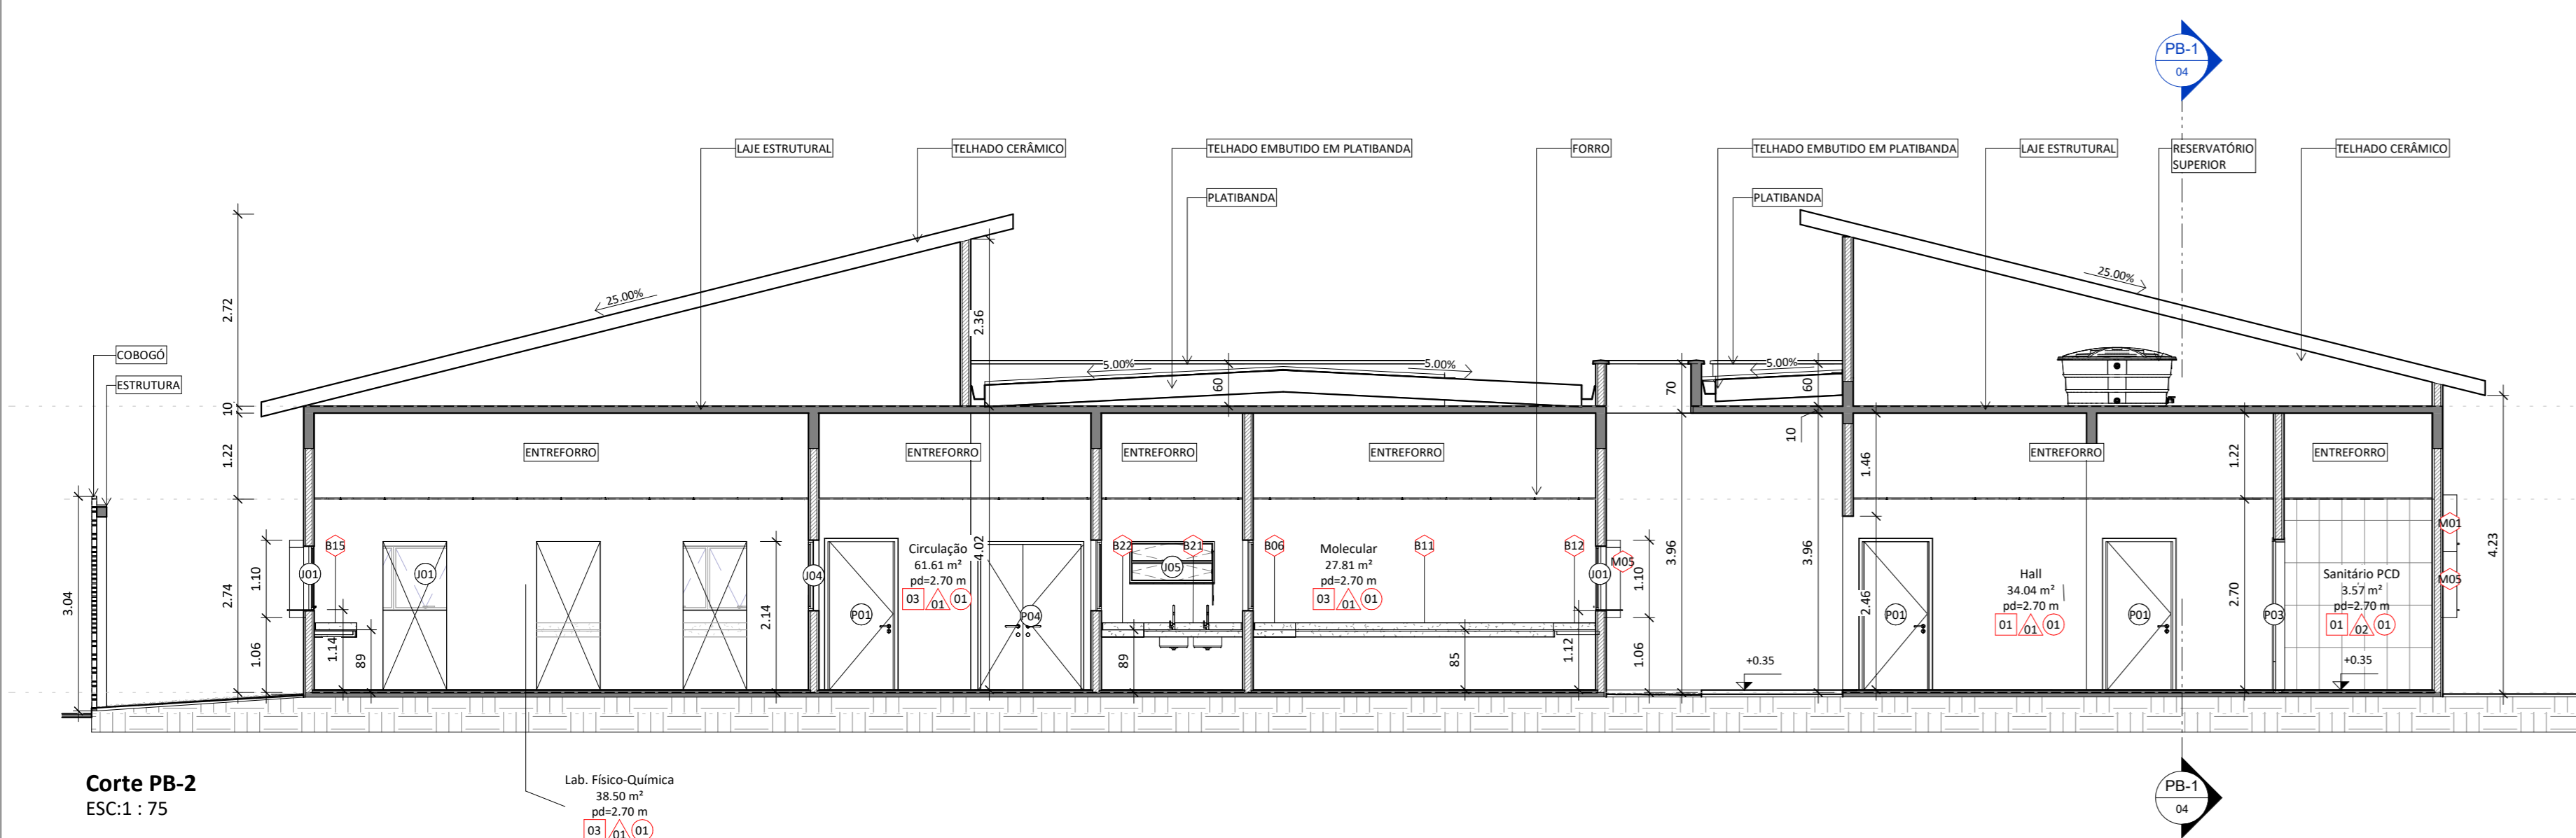 PB-1
04
LAJE ESTRUTURAL
TELHADO CERÂMICO
TELHADO EMBUTIDO EM PLATIBANDA
FORRO
TELHADO EMBUTIDO EM PLATIBANDA
LAJE ESTRUTURAL
RESERVATÓRIO
SUPERIOR
TELHADO CERÂMICO
PLATIBANDA
PLATIBANDA
25.00%
25.00%
2.72
2.36
COBOGÓ
ESTRUTURA
5.00%
5.00%
5.00%
60
70
60
10
10
1.22
ENTREFORRO
ENTREFORRO
ENTREFORRO
ENTREFORRO
1.46
ENTREFORRO
1.22
ENTREFORRO
3.04
2.74
1.10
1.06
J01
B15
1.14
89
J01
2.14
J04
P01
Circulação
61.61 m²
pd=2.70 m
03 01 01
4.02
P04
B22
B21
J05
89
B06
Molecular
27.81 m²
pd=2.70 m
03 01 01
B11
85
B12
1.12
J01
M05
1.10
1.06
3.96
3.96
+0.35
2.46
P01
Hall
34.04 m²
pd=2.70 m
01 01 01
P01
2.70
P03
Sanitário PCD
3.57 m²
pd=2.70 m
01 02 01
+0.35
M01
M05
4.23
Corte PB-2
ESC:1 : 75
Lab. Físico-Química
38.50 m²
pd=2.70 m
03 01 01
PB-1
04